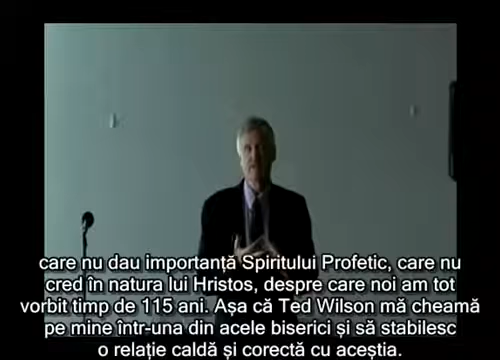 care nu dau importanță Spiritului Profetic, care nu
cred în natura lui Hristos, despre care noi am tot
vorbit timp de 115 ani. Așa că Ted Wilson mă cheamă
pe mine într-una din acele biserici și să stabilesc
o relație caldă și corectă cu aceștia.